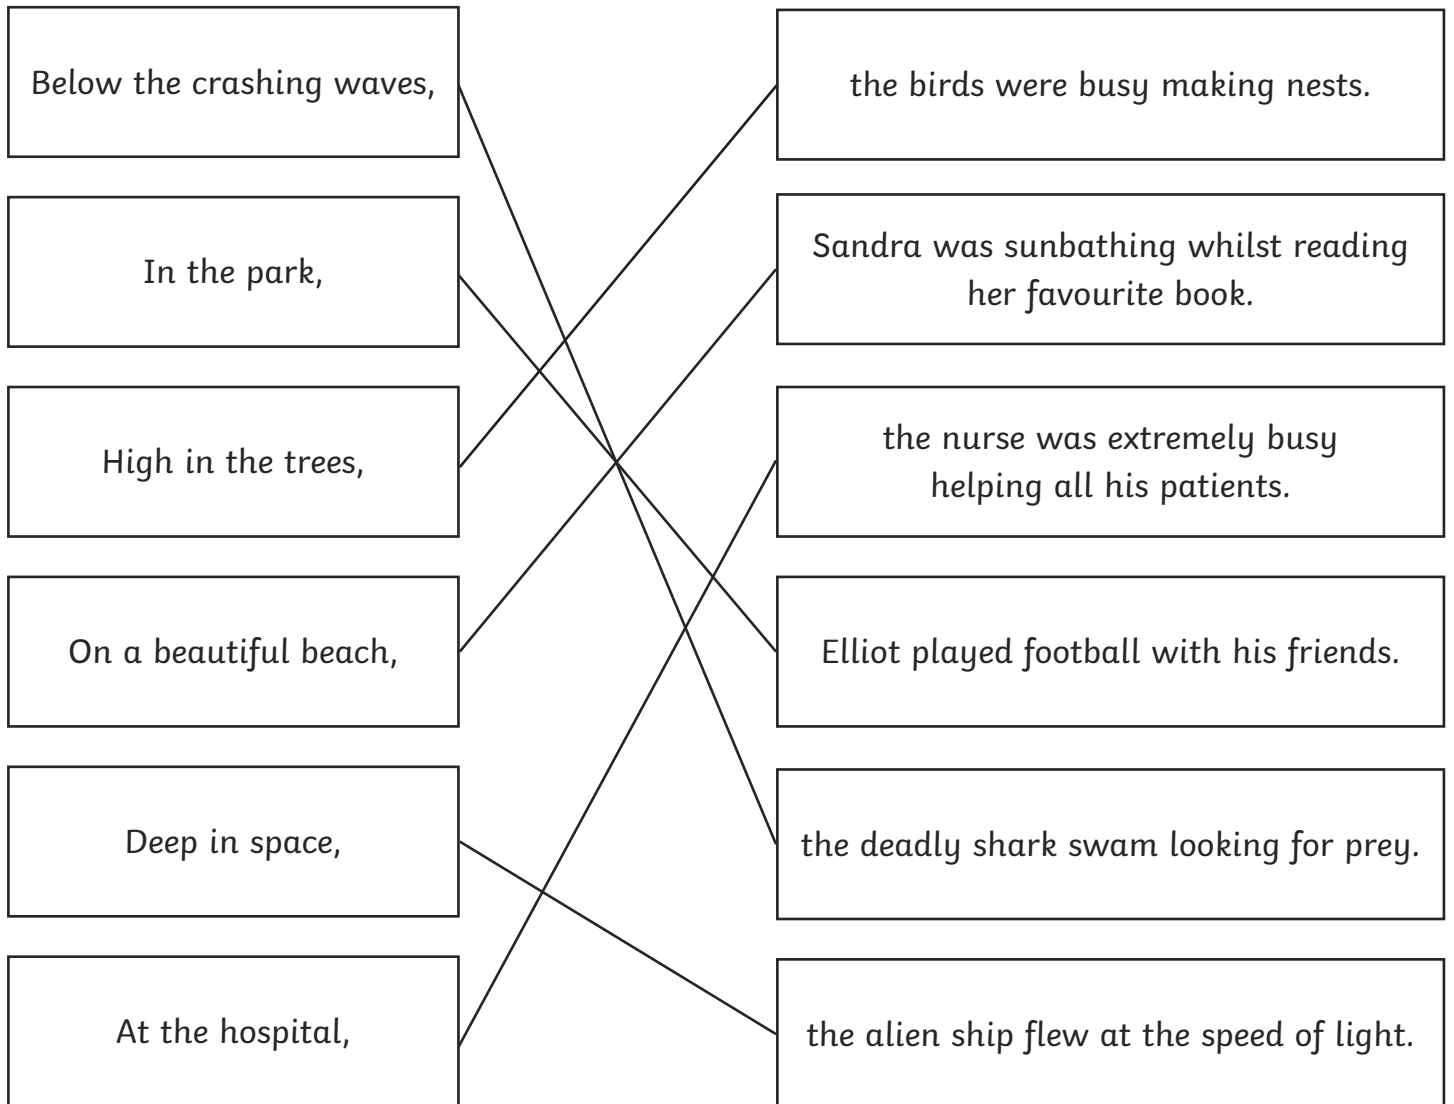 Below the crashing waves,
the birds were busy making nests.
In the park,
Sandra was sunbathing whilst reading
her favourite book.
High in the trees,
the nurse was extremely busy
helping all his patients.
On a beautiful beach,
Elliot played football with his friends.
Deep in space,
the deadly shark swam looking for prey.
At the hospital,
the alien ship flew at the speed of light.